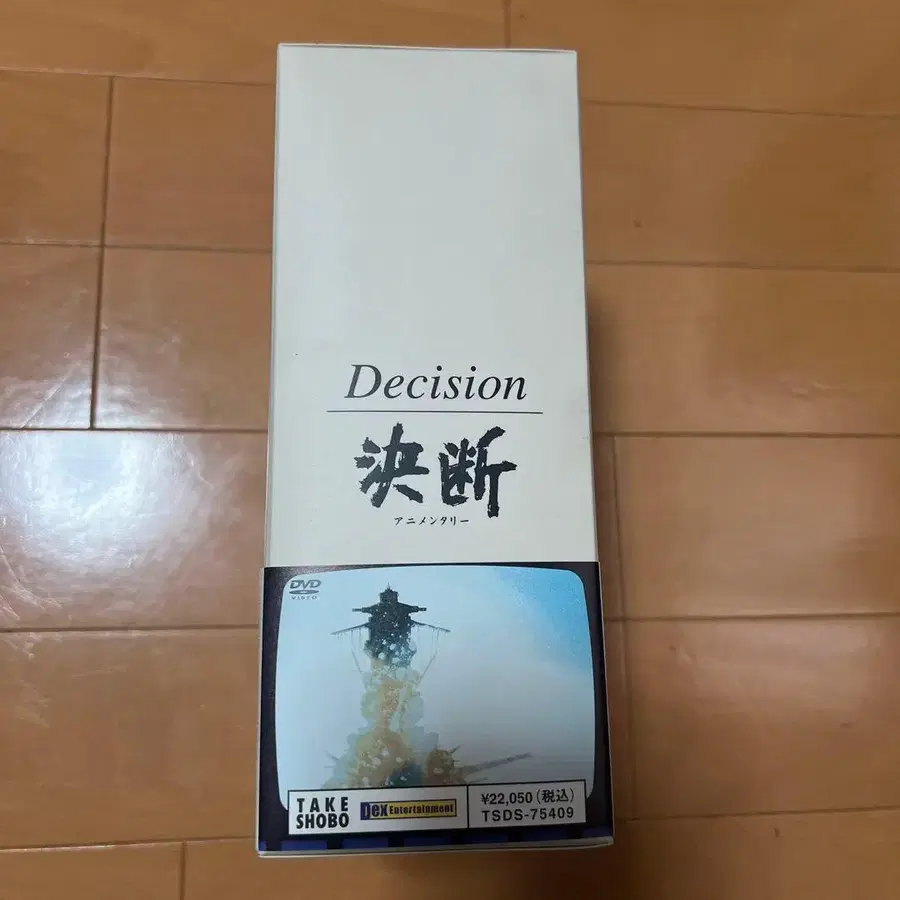 Decision
決断
アニメンタリー
DVD
VIDEO
TAKE
SHOBO
Dex Entertainment
¥22,050(税込)
TSDS-75409